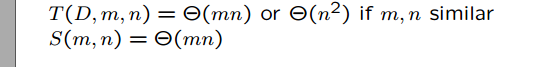 T(D, m, n) = Θ(mn) or Θ(n²) if m, n similar
S(m, n) = Θ(mn)